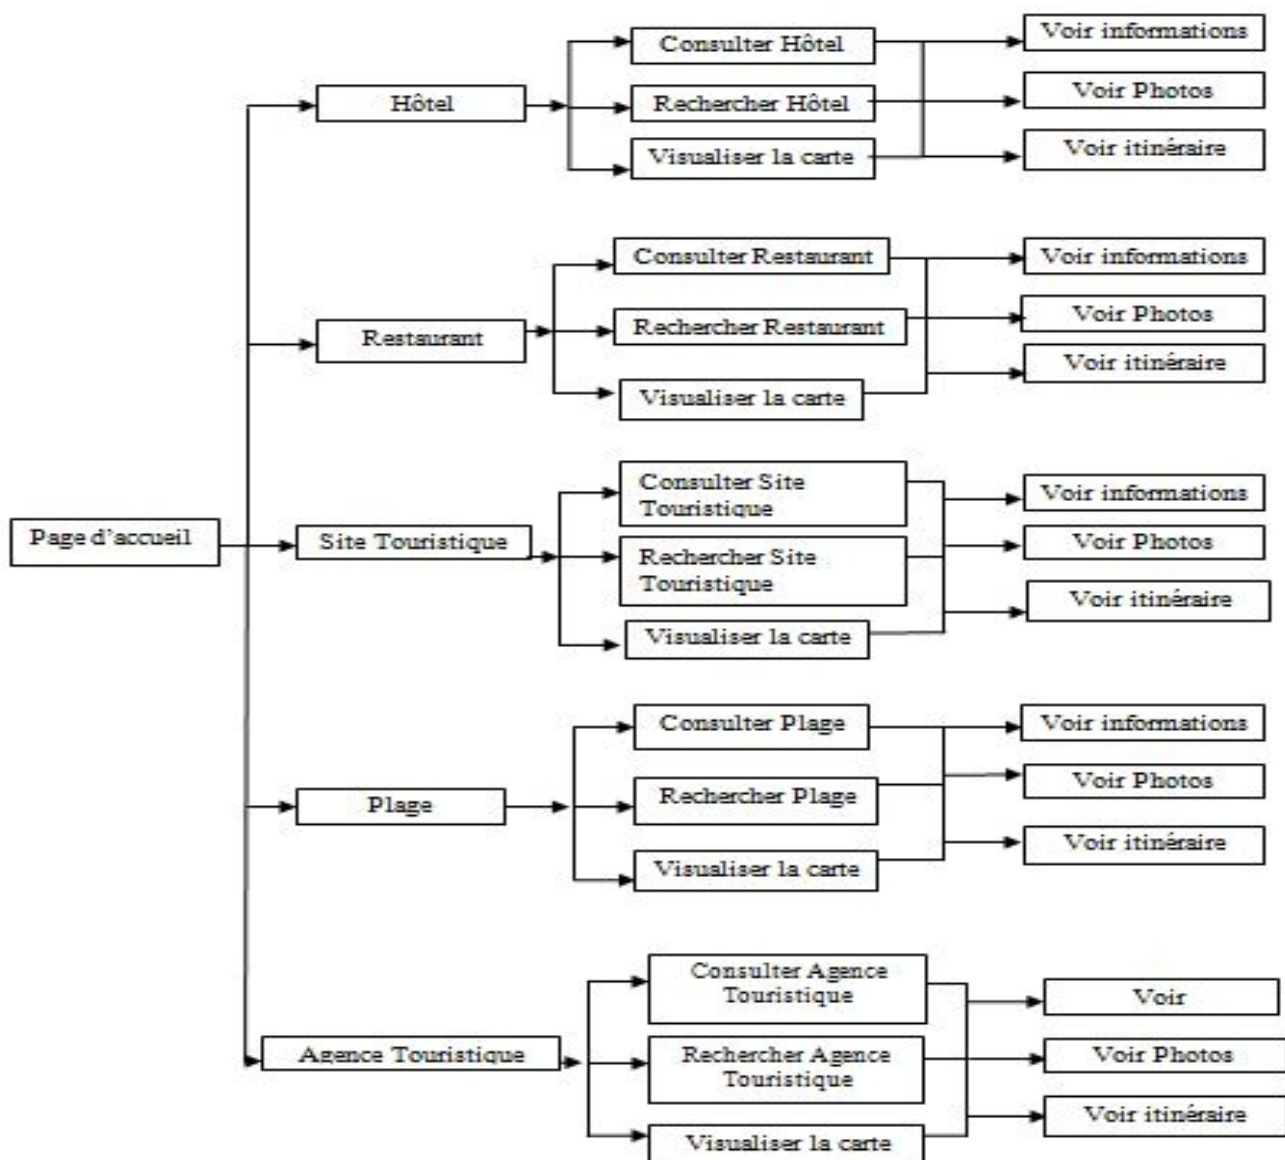 Page d'accueil
Hôtel
Consulter Hôtel
Rechercher Hôtel
Visualiser la carte
Voir informations
Voir Photos
Voir itinéraire
Restaurant
Consulter Restaurant
Rechercher Restaurant
Visualiser la carte
Voir informations
Voir Photos
Voir itinéraire
Site Touristique
Consulter Site
Touristique
Rechercher Site
Touristique
Visualiser la carte
Voir informations
Voir Photos
Voir itinéraire
Plage
Consulter Plage
Rechercher Plage
Visualiser la carte
Voir informations
Voir Photos
Voir itinéraire
Agence Touristique
Consulter Agence
Touristique
Rechercher Agence
Touristique
Visualiser la carte
Voir
Voir Photos
Voir itinéraire